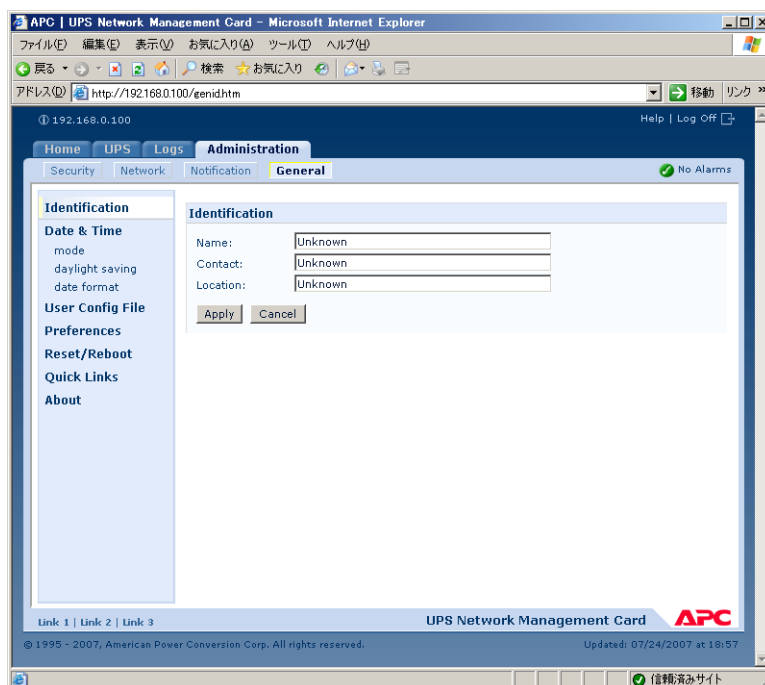 APC | UPS Network Management Card - Microsoft Internet Explorer
ファイル(F) 編集(E) 表示(V) お気に入り(A) ツール(T) ヘルプ(H)
戻る 検索 お気に入り
アドレス(D) http://192.168.0.100/genid.htm 移動 リンク »
192.168.0.100 Help | Log Off
Home UPS Logs Administration
Security Network Notification General No Alarms
Identification
Date & Time
mode
daylight saving
date format
User Config File
Preferences
Reset/Reboot
Quick Links
About
Identification
Name: Unknown
Contact: Unknown
Location: Unknown
Apply Cancel
Link 1 | Link 2 | Link 3 UPS Network Management Card APC
© 1995 - 2007, American Power Conversion Corp. All rights reserved. Updated: 07/24/2007 at 18:57
信頼済みサイト